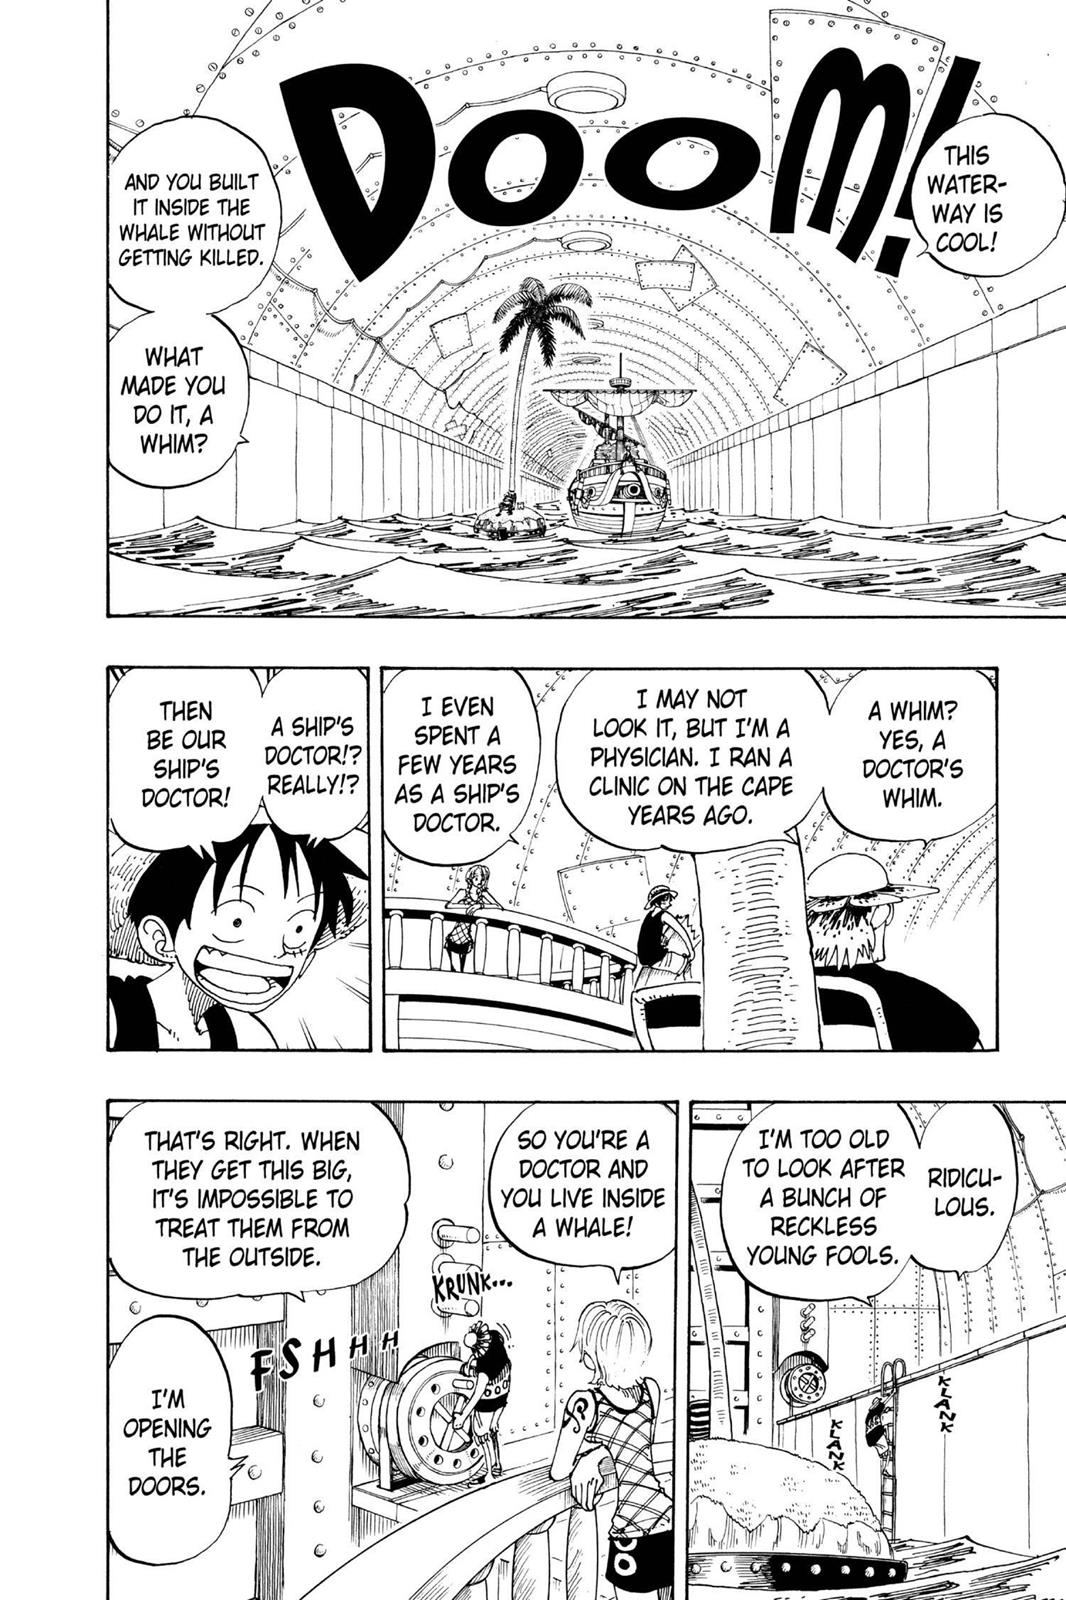 DOOM!
THIS
WATER-
WAY IS
COOL!
AND YOU BUILT
IT INSIDE THE
WHALE WITHOUT
GETTING KILLED.
WHAT
MADE YOU
DO IT, A
WHIM?
A WHIM?
YES, A
DOCTOR'S
WHIM.
I MAY NOT
LOOK IT, BUT I'M A
PHYSICIAN. I RAN A
CLINIC ON THE CAPE
YEARS AGO.
I EVEN
SPENT A
FEW YEARS
AS A SHIP'S
DOCTOR.
A SHIP'S
DOCTOR!?
REALLY!?
THEN
BE OUR
SHIP'S
DOCTOR!
RIDICU-
LOUS.
I'M TOO OLD
TO LOOK AFTER
A BUNCH OF
RECKLESS
YOUNG FOOLS.
KLANK
KLANK
SO YOU'RE A
DOCTOR AND
YOU LIVE INSIDE
A WHALE!
KRUNK...
THAT'S RIGHT. WHEN
THEY GET THIS BIG,
IT'S IMPOSSIBLE TO
TREAT THEM FROM
THE OUTSIDE.
FSHHHH
I'M
OPENING
THE
DOORS.